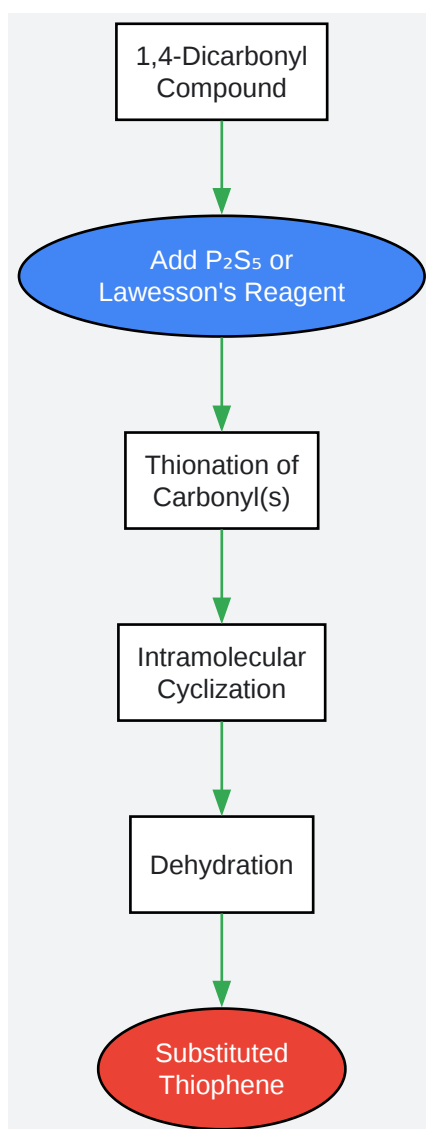 1,4-Dicarbonyl
Compound
Add P₂S₅ or
Lawesson's Reagent
Thionation of
Carbonyl(s)
Intramolecular
Cyclization
Dehydration
Substituted
Thiophene